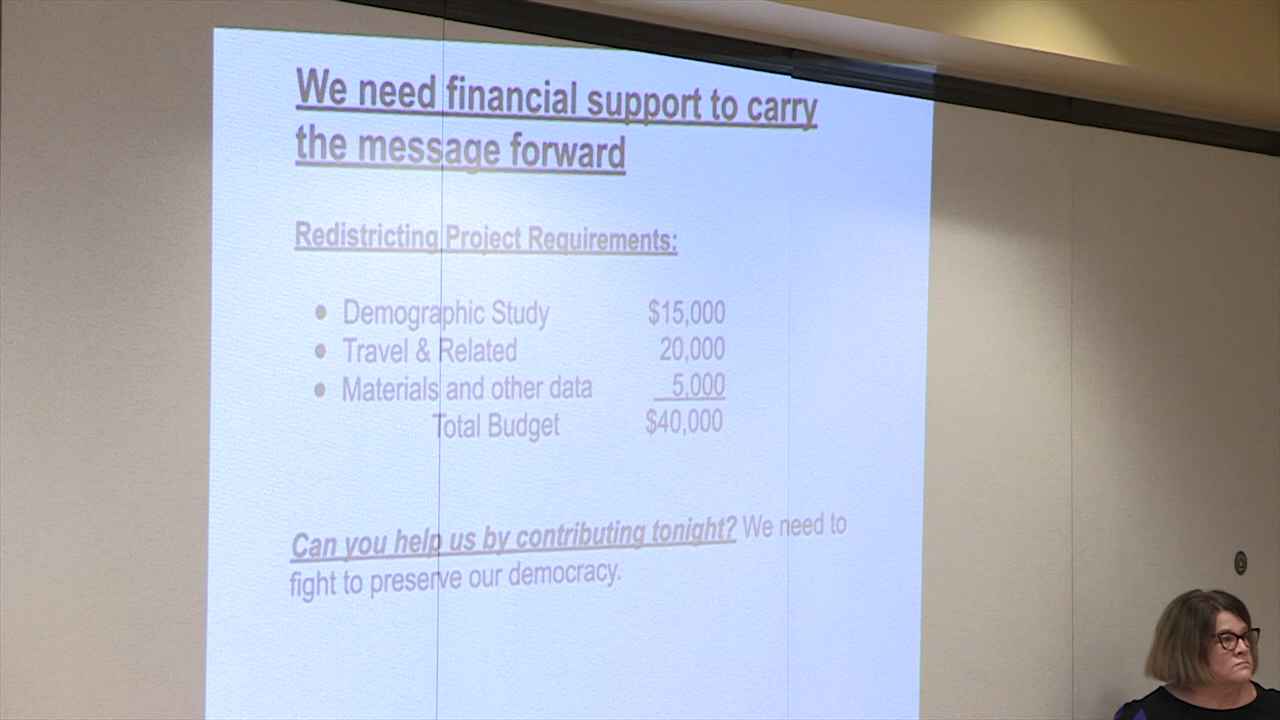 We need financial support to carry
the message forward
Redistricting Project Requirements:
• Demographic Study $15,000
• Travel & Related 20,000
• Materials and other data 5,000
Total Budget $40,000
Can you help us by contributing tonight? We need to
fight to preserve our democracy.